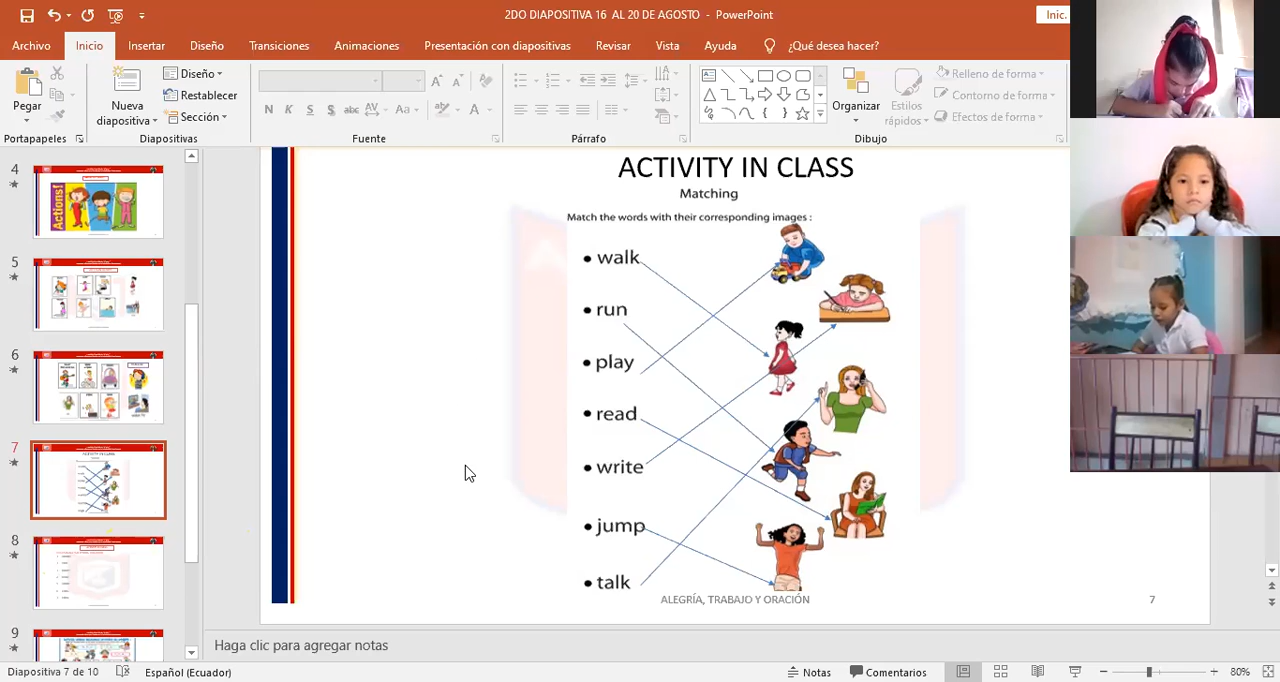 2DO DIAPOSITIVA 16 AL 20 DE AGOSTO - PowerPoint
Inic.
Archivo Inicio Insertar Diseño Transiciones Animaciones Presentación con diapositivas Revisar Vista Ayuda ¿Qué desea hacer?
Pegar
Nueva diapositiva
Diseño
Restablecer
Sección
N K S S abc AV Aa A
Organizar
Estilos rápidos
Relleno de forma
Contorno de forma
Efectos de forma
Portapapeles Diapositivas Fuente Párrafo Dibujo
4
Actions!
5
6
7
8
9
ACTIVITY IN CLASS
Matching
Match the words with their corresponding images :
• walk
• run
• play
• read
• write
• jump
• talk
ALEGRÍA, TRABAJO Y ORACIÓN
7
Haga clic para agregar notas
Diapositiva 7 de 10 Español (Ecuador) Notas Comentarios 80%